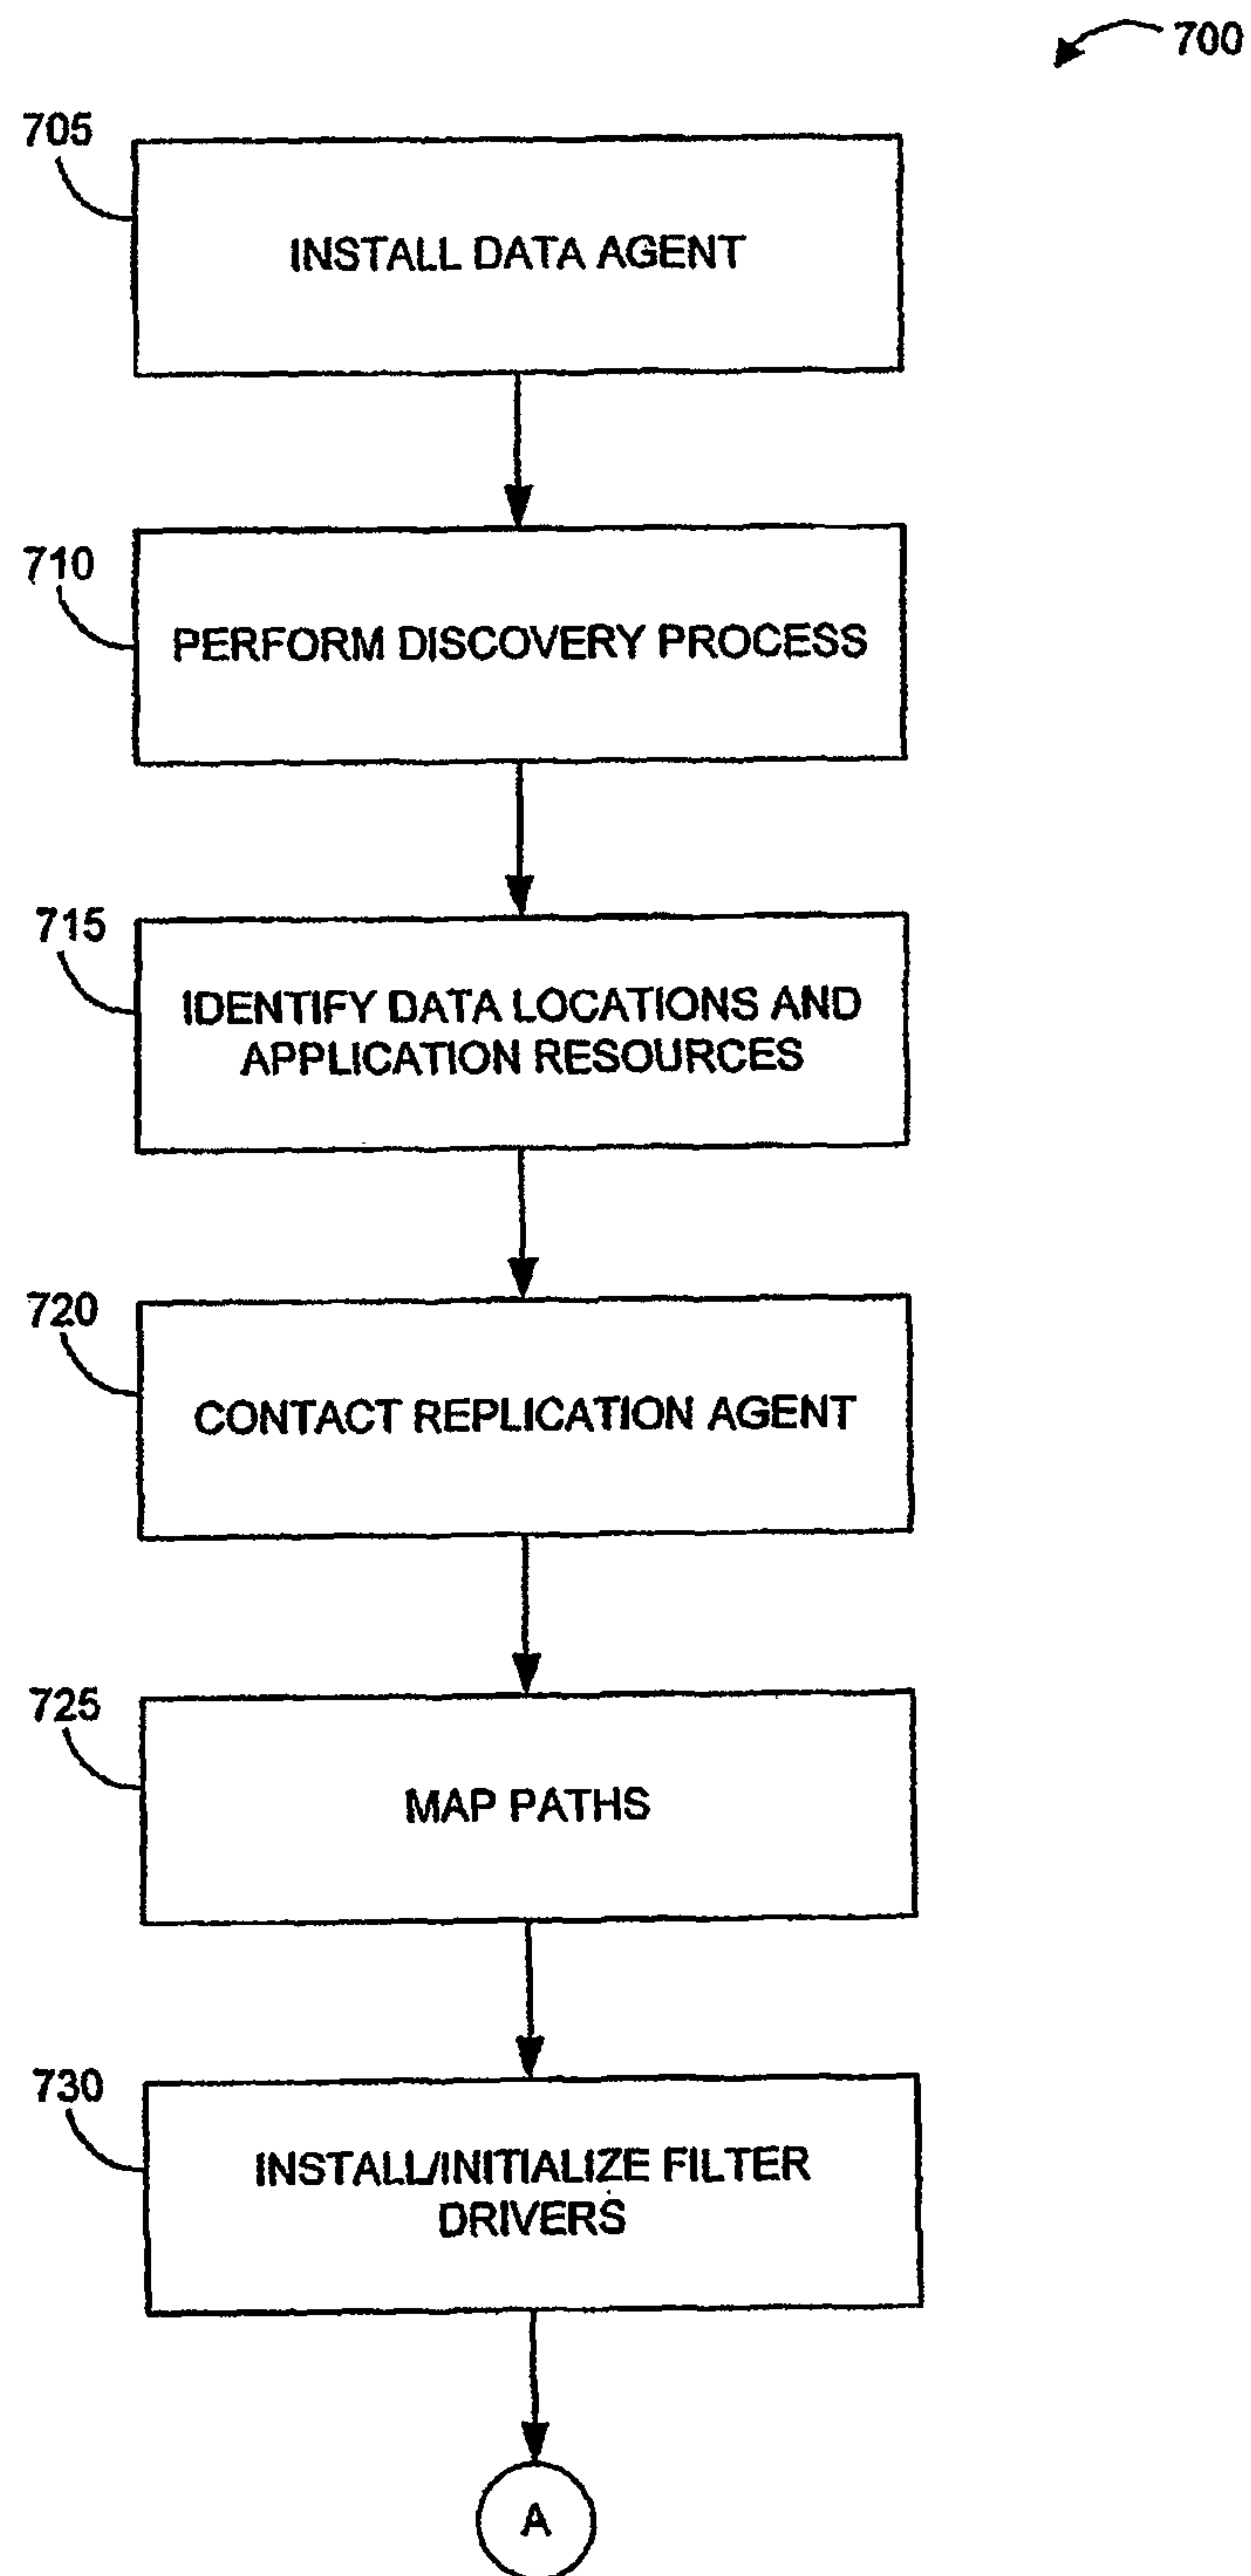 700
705
INSTALL DATA AGENT
710
PERFORM DISCOVERY PROCESS
715
IDENTIFY DATA LOCATIONS AND
APPLICATION RESOURCES
720
CONTACT REPLICATION AGENT
725
MAP PATHS
730
INSTALL/INITIALIZE FILTER
DRIVERS
A